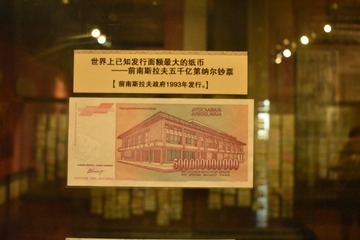 世界上已知发行面额最大的纸币
——前南斯拉夫五千亿第纳尔钞票
【前南斯拉夫政府1993年发行。】
ЈУГОСЛАВИЈА
JUGOSLAVIJA
500000000000